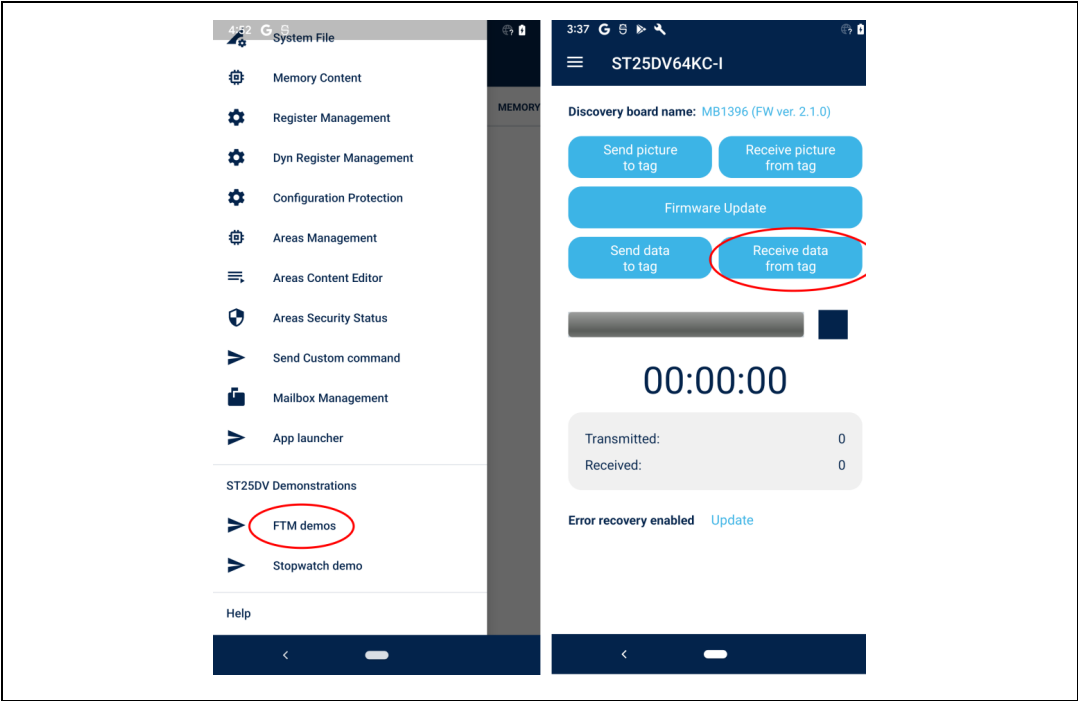 4:52 G
System File
Memory Content
Register Management
Dyn Register Management
Configuration Protection
Areas Management
Areas Content Editor
Areas Security Status
Send Custom command
Mailbox Management
App launcher
ST25DV Demonstrations
FTM demos
Stopwatch demo
Help
MEMORY
3:37 G
ST25DV64KC-I
Discovery board name: MB1396 (FW ver. 2.1.0)
Send picture
to tag
Receive picture
from tag
Firmware Update
Send data
to tag
Receive data
from tag
00:00:00
Transmitted: 0
Received: 0
Error recovery enabled Update